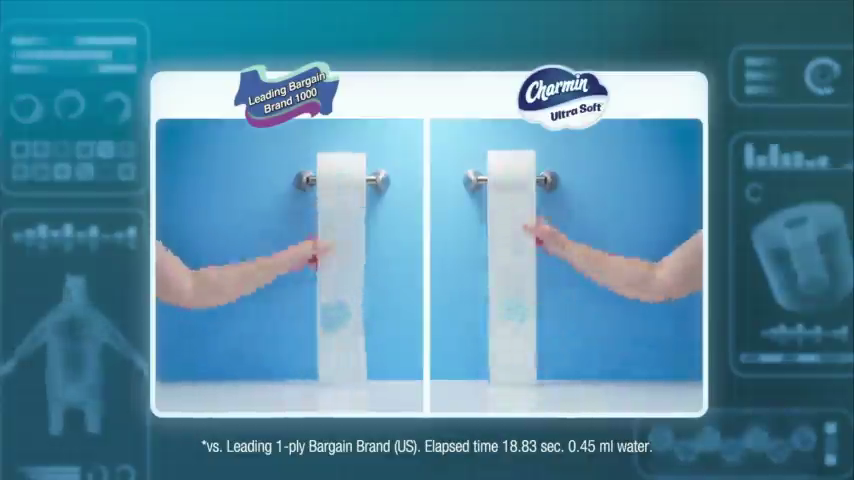 Leading Bargain
Brand 1000
Charmin
Ultra Soft
*vs. Leading 1-ply Bargain Brand (US). Elapsed time 18.83 sec. 0.45 ml water.